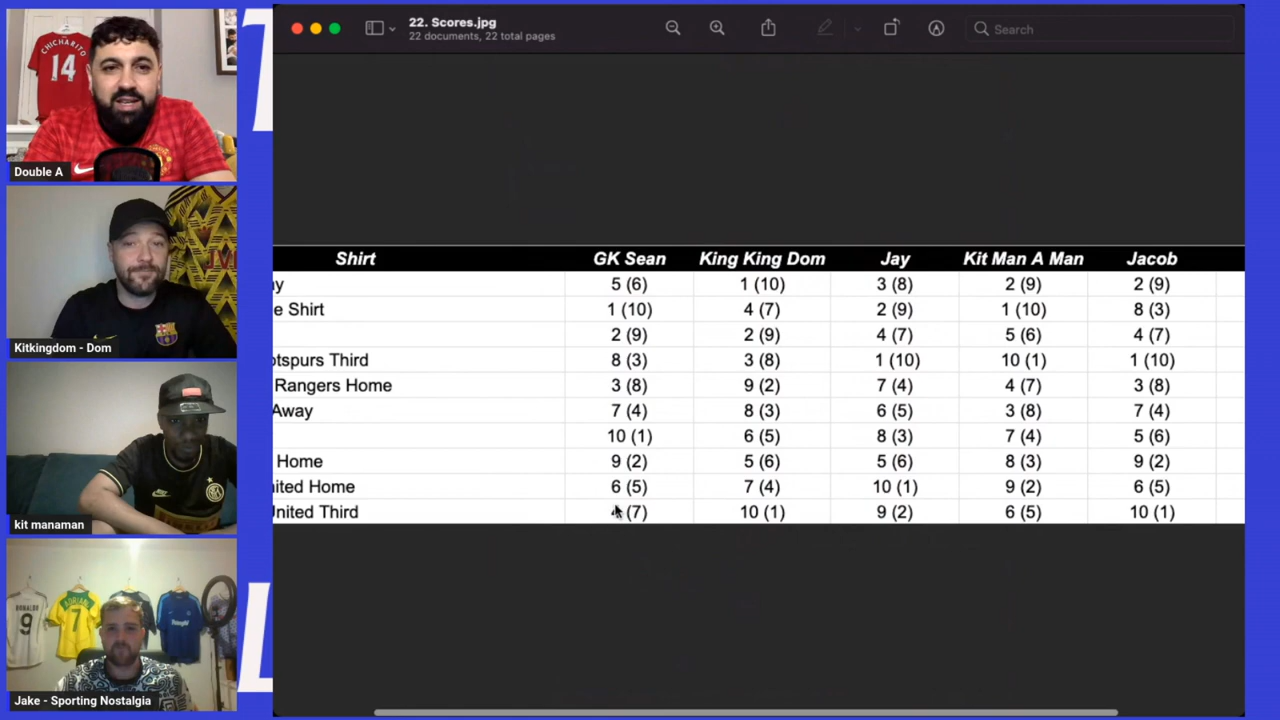 CHICHARITO
14
Double A
Kitkingdom - Dom
kit manaman
RONALDO
9
ADRIANO
7
Jake - Sporting Nostalgia
22. Scores.jpg
22 documents, 22 total pages
Search
Shirt GK Sean King King Dom Jay Kit Man A Man Jacob
y 5 (6) 1 (10) 3 (8) 2 (9) 2 (9)
e Shirt 1 (10) 4 (7) 2 (9) 1 (10) 8 (3)
2 (9) 2 (9) 4 (7) 5 (6) 4 (7)
otspurs Third 8 (3) 3 (8) 1 (10) 10 (1) 1 (10)
Rangers Home 3 (8) 9 (2) 7 (4) 4 (7) 3 (8)
Away 7 (4) 8 (3) 6 (5) 3 (8) 7 (4)
10 (1) 6 (5) 8 (3) 7 (4) 5 (6)
Home 9 (2) 5 (6) 5 (6) 8 (3) 9 (2)
nited Home 6 (5) 7 (4) 10 (1) 9 (2) 6 (5)
United Third (7) 10 (1) 9 (2) 6 (5) 10 (1)